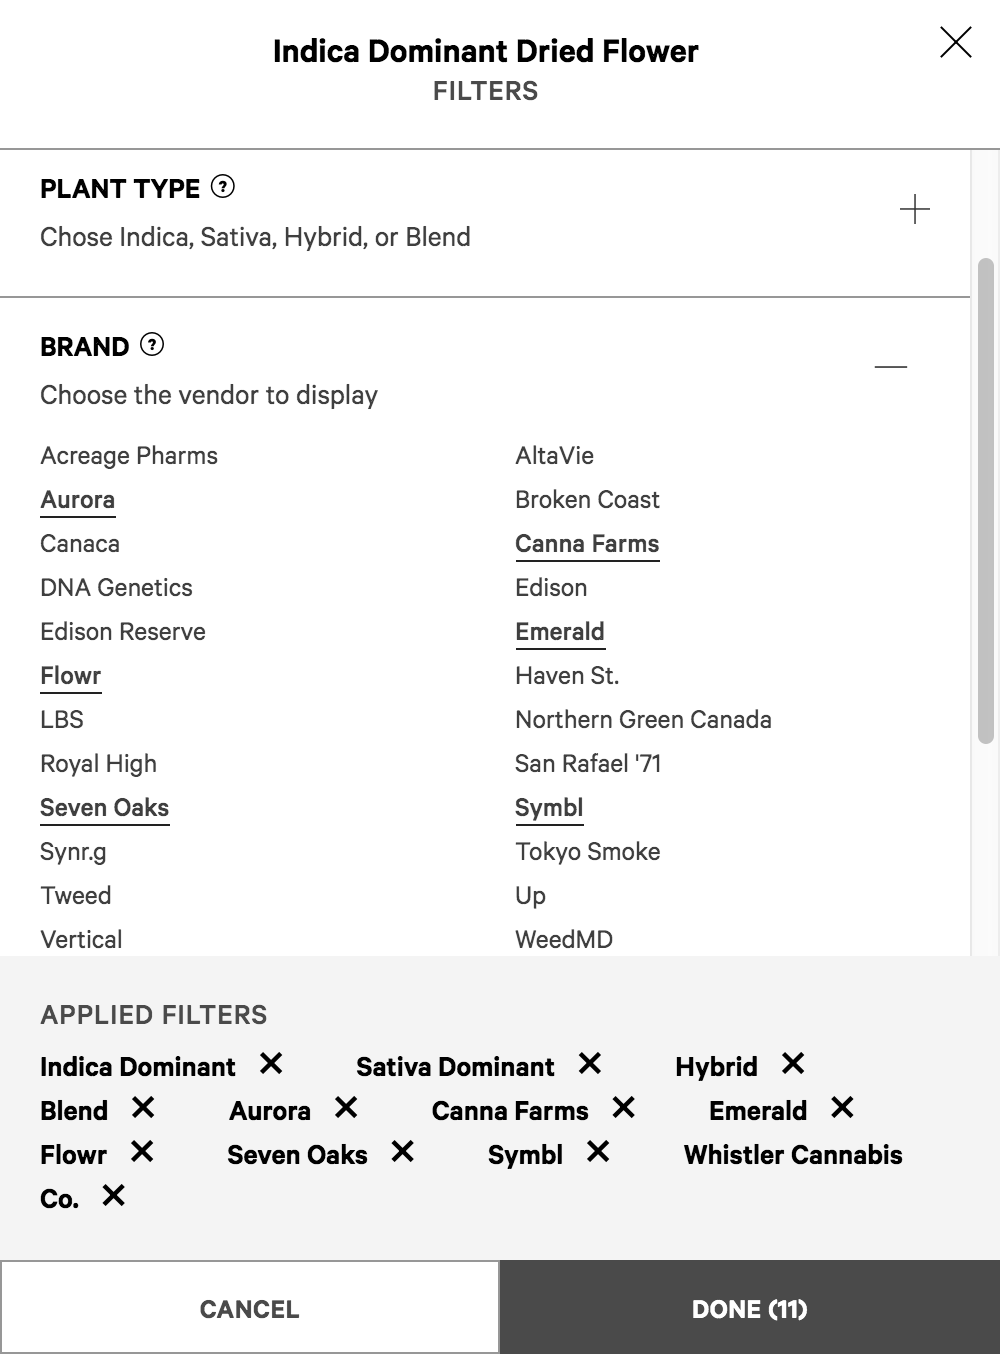 Indica Dominant Dried Flower
FILTERS
PLANT TYPE ?
Chose Indica, Sativa, Hybrid, or Blend
BRAND ?
Choose the vendor to display
Acreage Pharms AltaVie
Aurora Broken Coast
Canaca Canna Farms
DNA Genetics Edison
Edison Reserve Emerald
Flowr Haven St.
LBS Northern Green Canada
Royal High San Rafael '71
Seven Oaks Symbl
Synr.g Tokyo Smoke
Tweed Up
Vertical WeedMD
APPLIED FILTERS
Indica Dominant ✕ Sativa Dominant ✕ Hybrid ✕
Blend ✕ Aurora ✕ Canna Farms ✕ Emerald ✕
Flowr ✕ Seven Oaks ✕ Symbl ✕ Whistler Cannabis
Co. ✕
CANCEL DONE (11)